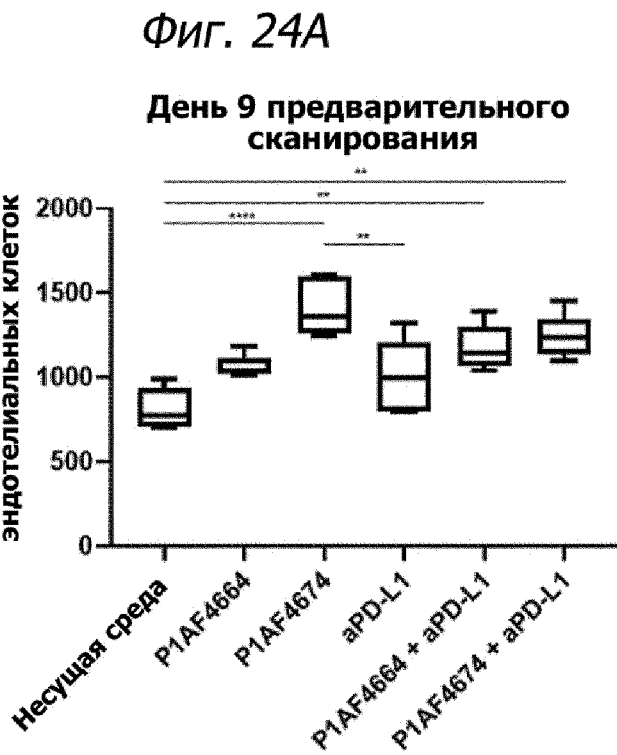 Фиг. 24A
День 9 предварительного
сканирования
эндотелиальных клеток
**
**
****
**
2000
1500
1000
500
0
Несущая среда
P1AF4664
P1AF4674
aPD-L1
P1AF4664 + aPD-L1
P1AF4674 + aPD-L1